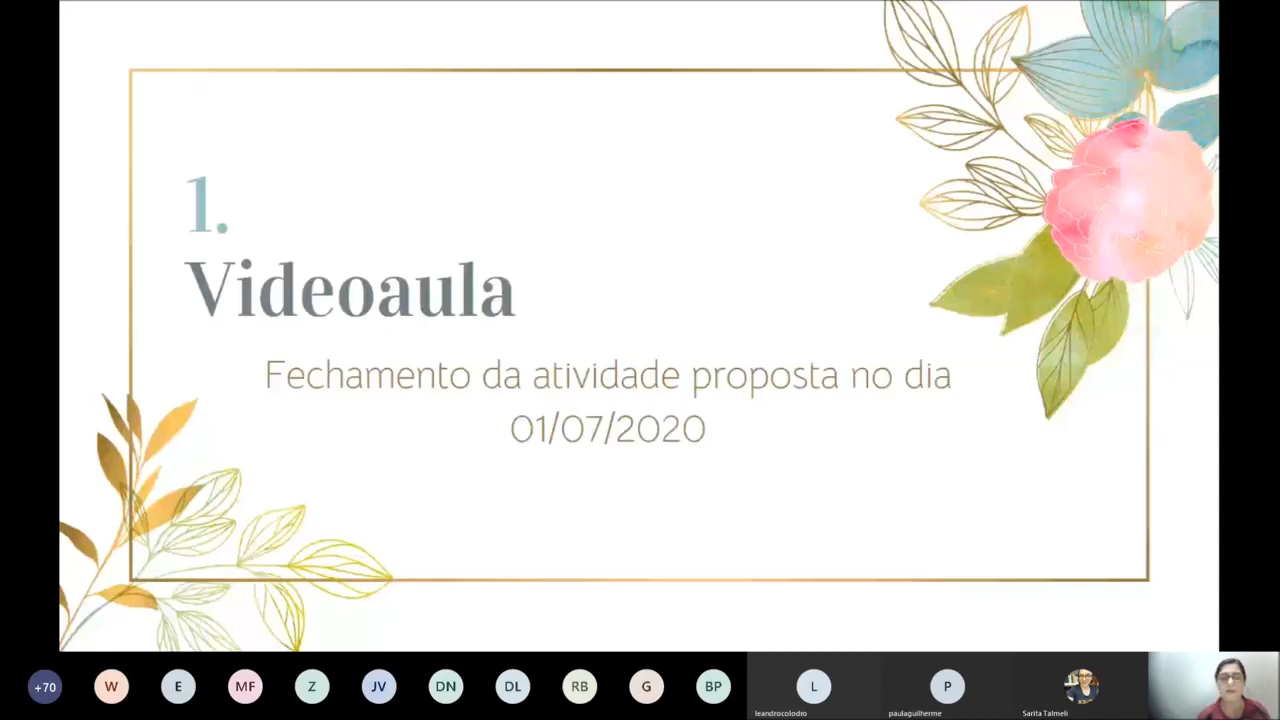 1.
Videoaula
Fechamento da atividade proposta no dia
01/07/2020
+70
W
E
MF
Z
JV
DN
DL
RB
G
BP
L
P
leandrocolodro
paulaguilherme
Sarita Talmeli